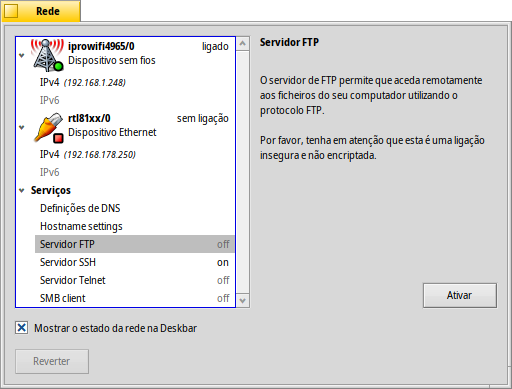 Rede
iprowifi4965/0 ligado
Dispositivo sem fios
IPv4 (192.168.1.248)
IPv6
rtl81xx/0 sem ligação
Dispositivo Ethernet
IPv4 (192.168.178.250)
IPv6
Serviços
Definições de DNS
Hostname settings
Servidor FTP off
Servidor SSH on
Servidor Telnet off
SMB client off
Servidor FTP
O servidor de FTP permite que aceda remotamente
aos ficheiros do seu computador utilizando o
protocolo FTP.
Por favor, tenha em atenção que esta é uma ligação
insegura e não encriptada.
Ativar
Mostrar o estado da rede na Deskbar
Reverter